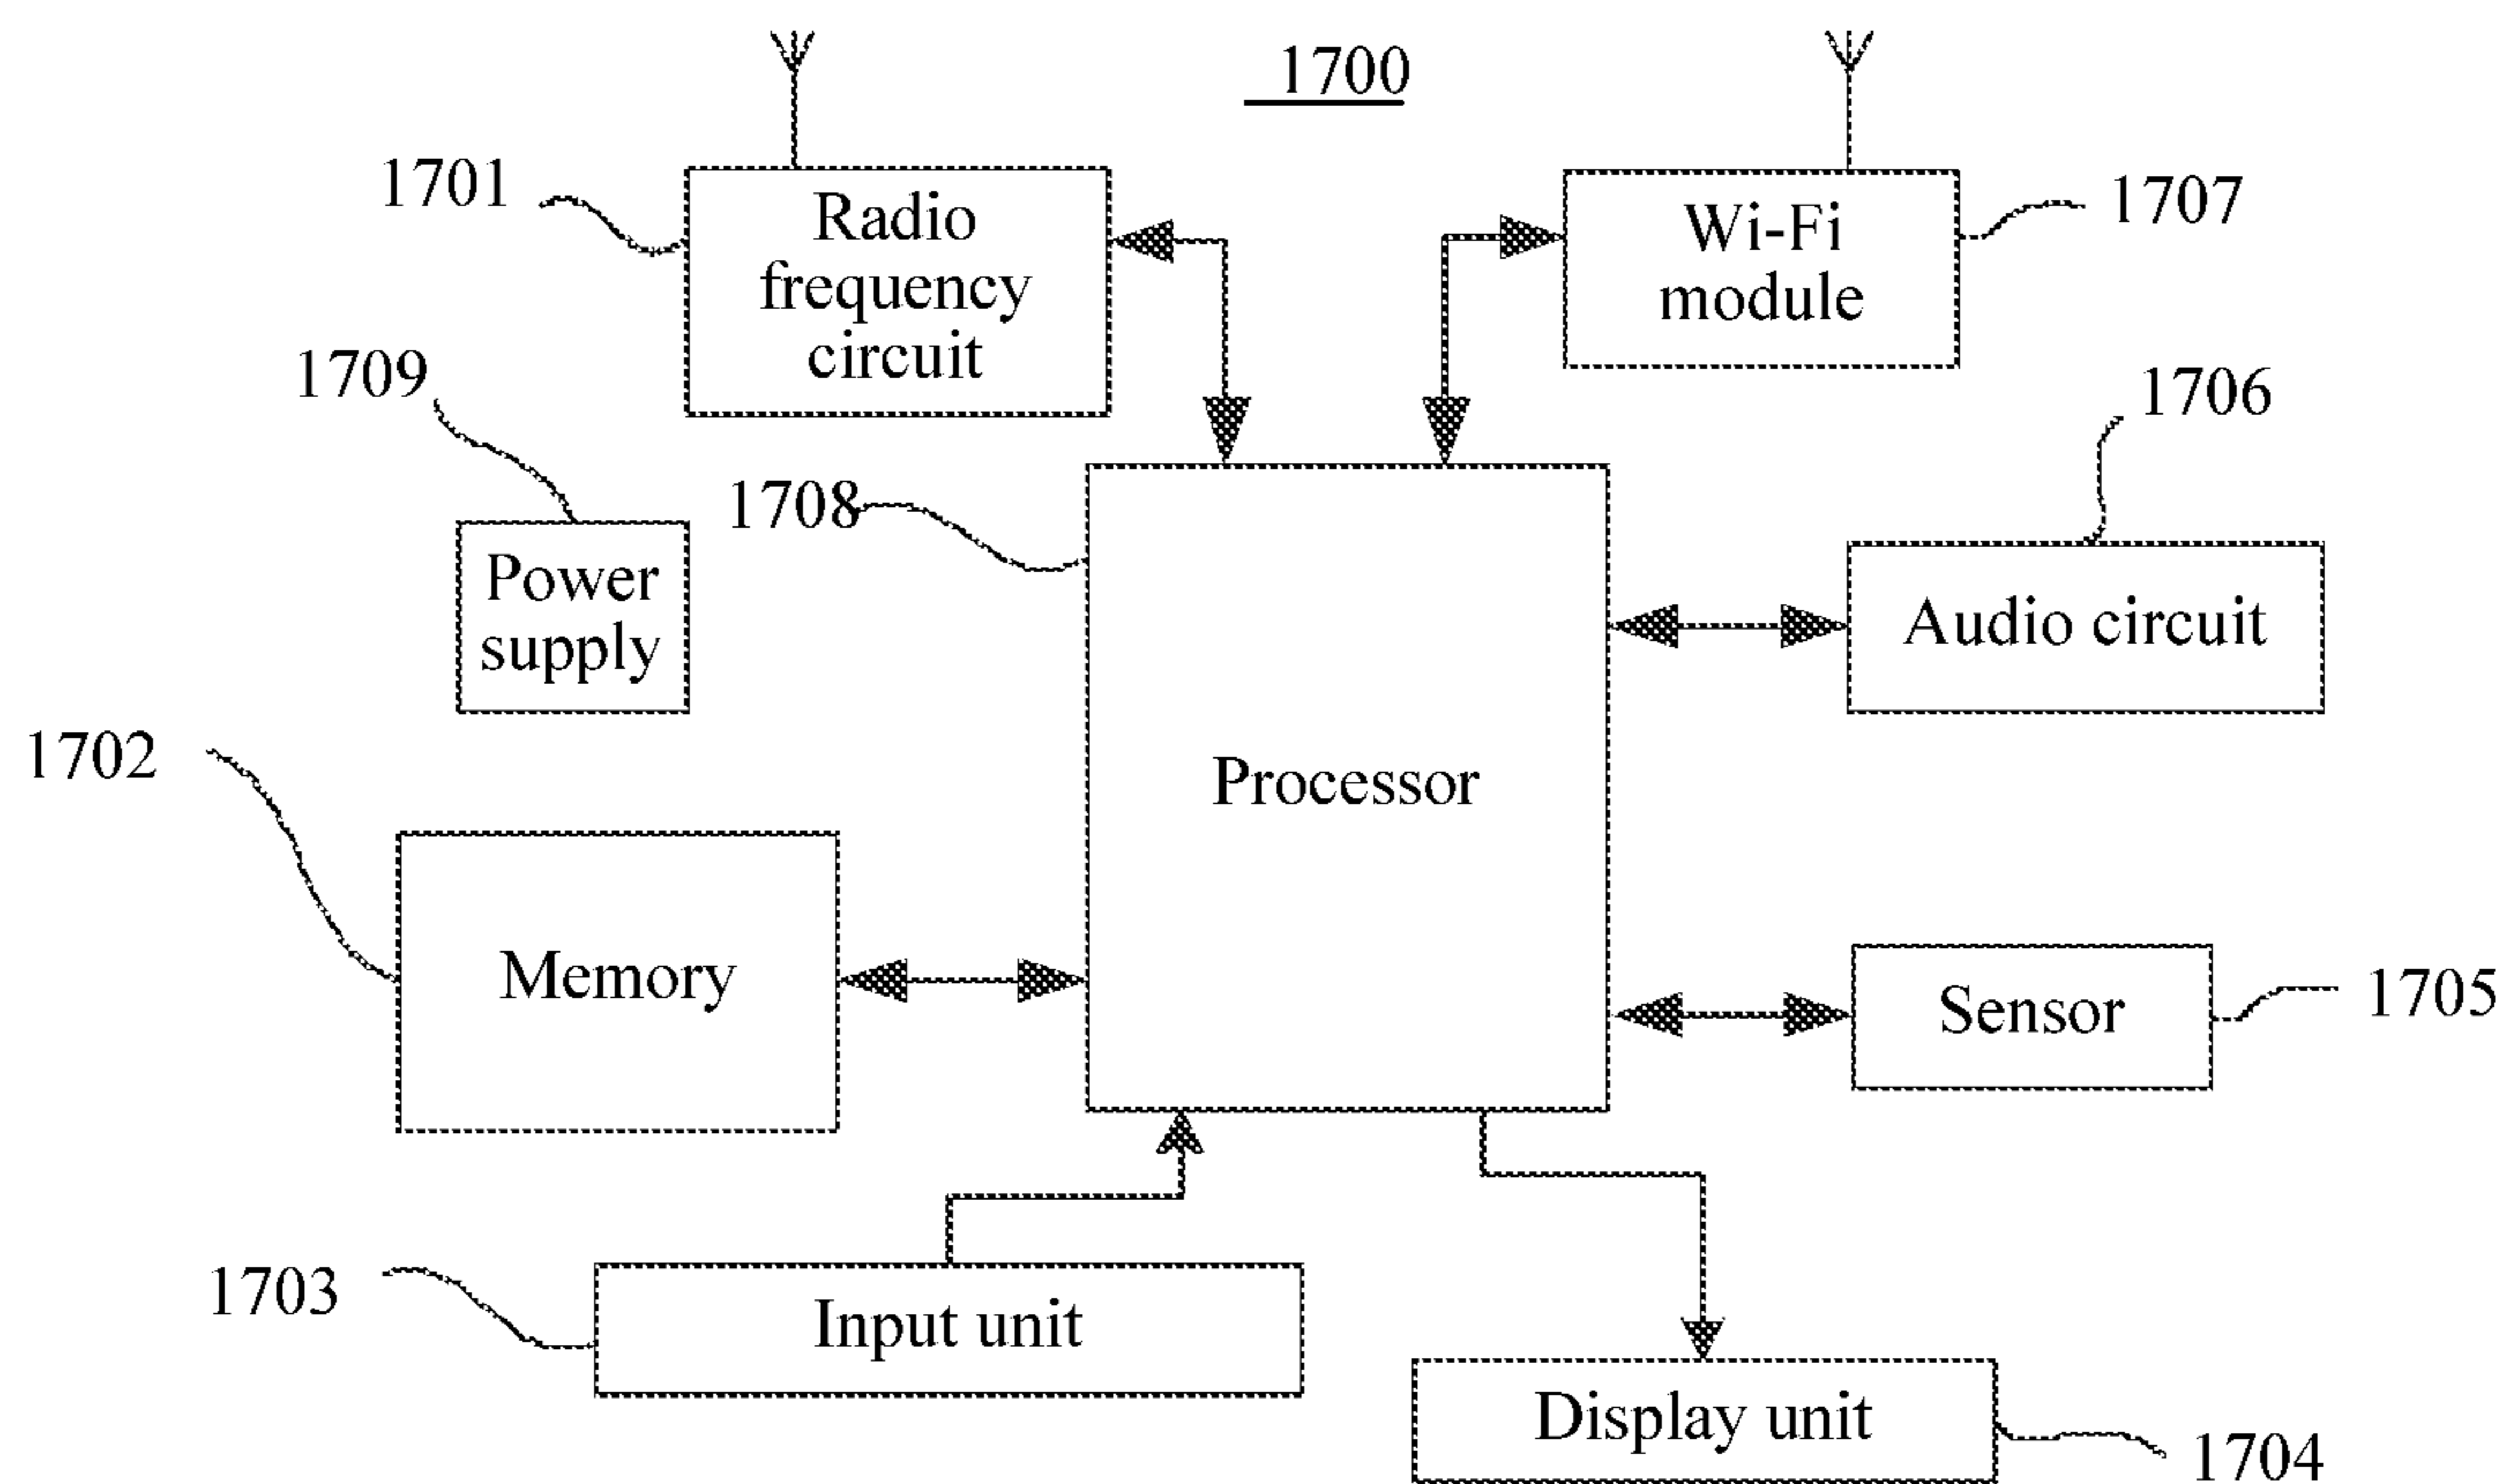 1700
1701
Radio
frequency
circuit
Wi-Fi
module
1707
1709
1706
1708
Power
supply
Audio circuit
1702
Processor
Memory
Sensor
1705
1703
Input unit
Display unit
1704